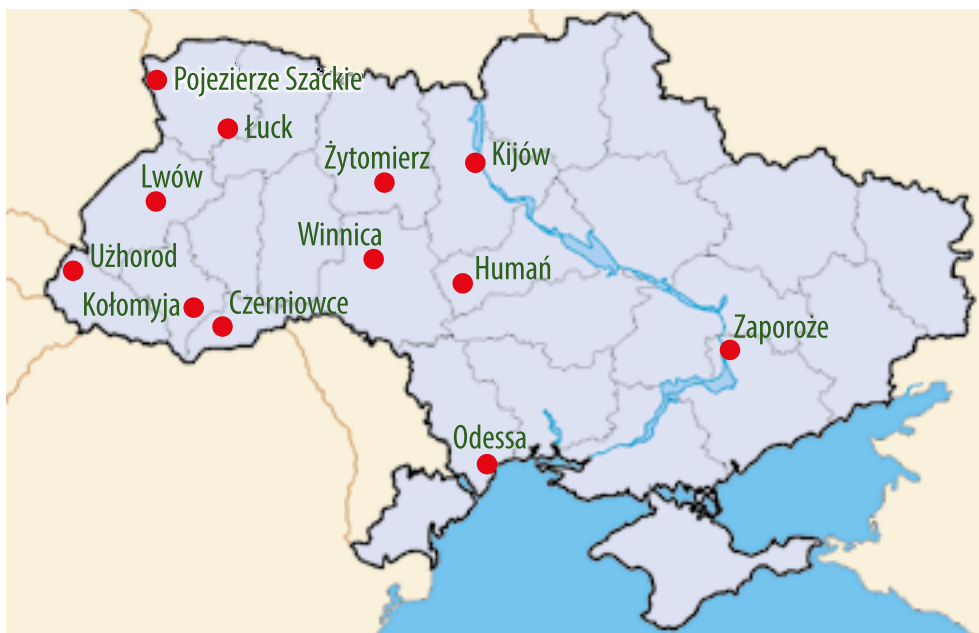 Pojezierze Szackie
Łuck
Żytomierz
Kijów
Lwów
Winnica
Użhorod
Humań
Kołomyja
Czerniowce
Zaporoże
Odessa